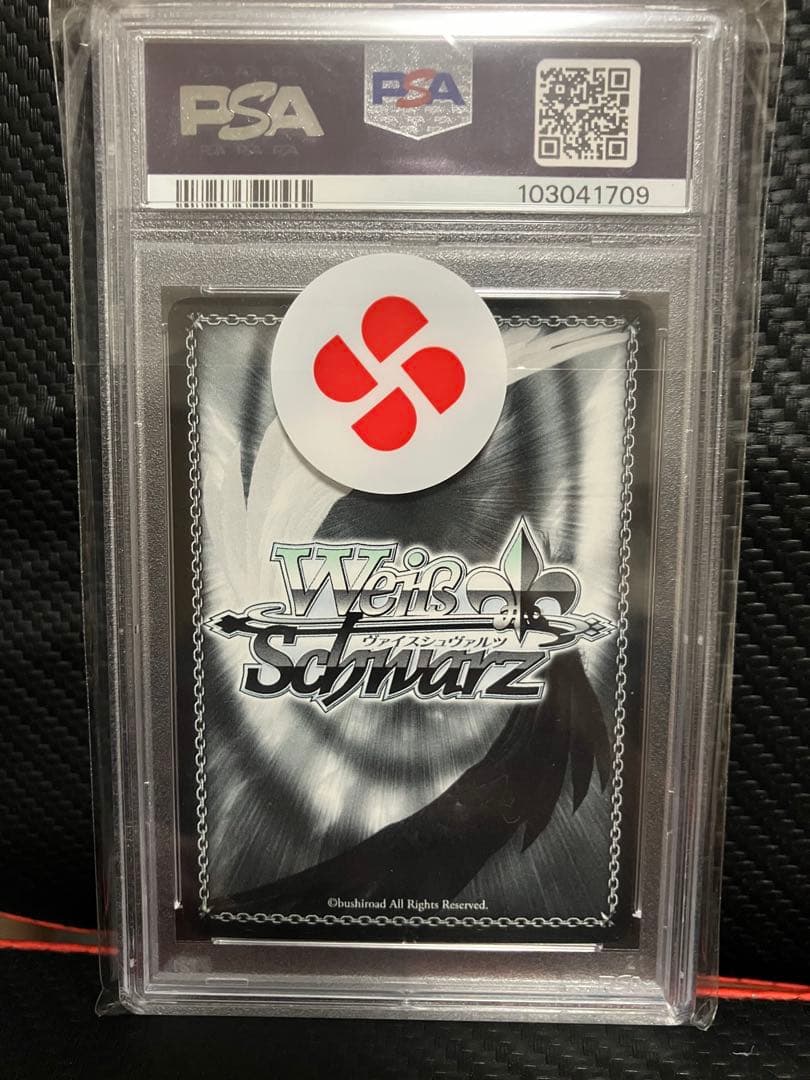 PSA
PSA
103041709
Weiß
ヴァイスシュヴァルツ
Schwarz
©bushiroad All Rights Reserved.